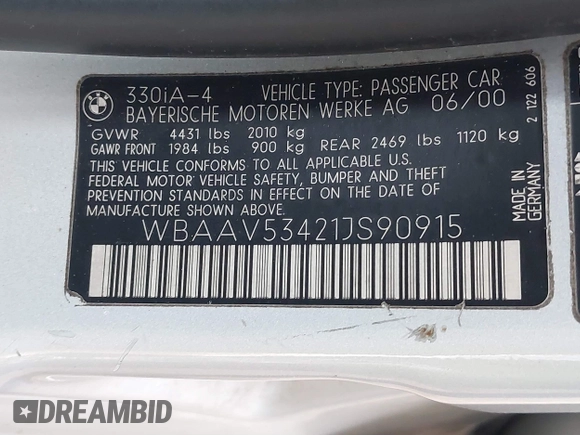 BMW
330iA-4 VEHICLE TYPE: PASSENGER CAR
BAYERISCHE MOTOREN WERKE AG 06/00
GVWR 4431 lbs 2010 kg
GAWR FRONT 1984 lbs 900 kg REAR 2469 lbs 1120 kg
THIS VEHICLE CONFORMS TO ALL APPLICABLE U.S.
FEDERAL MOTOR VEHICLE SAFETY, BUMPER AND THEFT
PREVENTION STANDARDS IN EFFECT ON THE DATE OF
MANUFACTURE SHOWN ABOVE.
WBAAV53421JS90915
MADE IN
GERMANY
2 122 606
DREAMBID